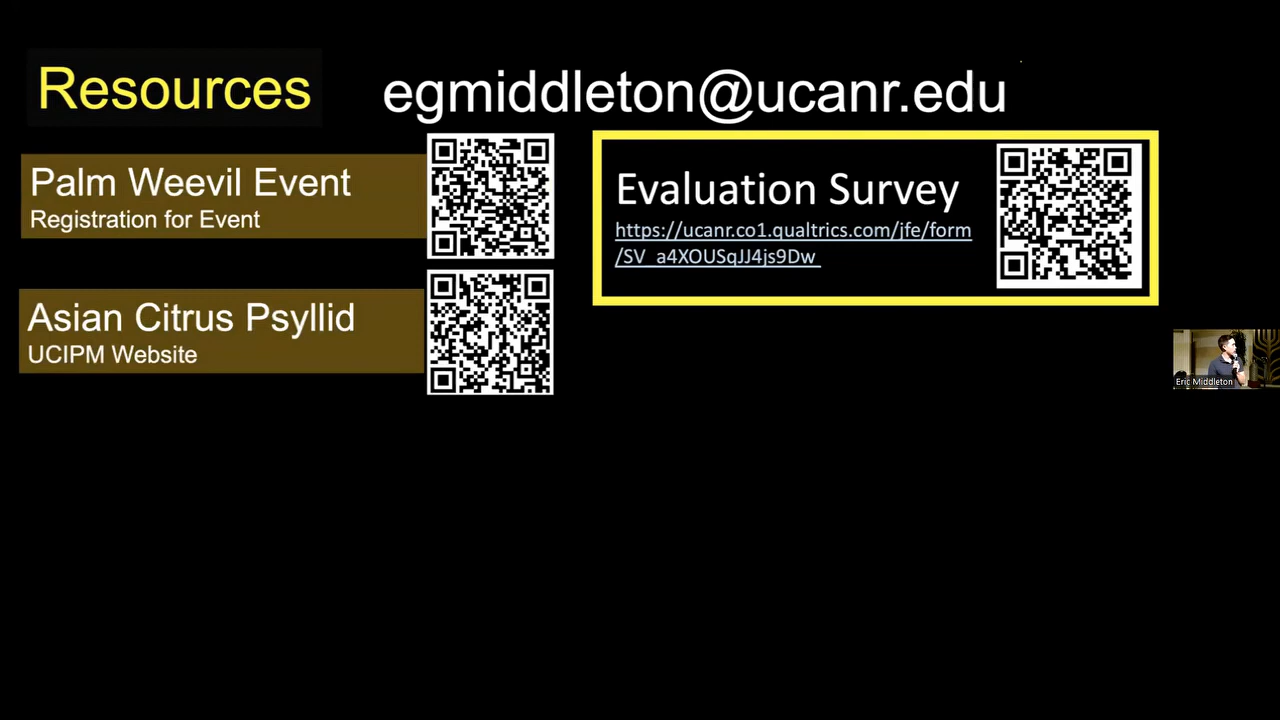 Resources
egmiddleton@ucanr.edu
Palm Weevil Event
Registration for Event
Evaluation Survey
https://ucanr.co1.qualtrics.com/jfe/form
/SV_a4XOUSqJJ4js9Dw
Asian Citrus Psyllid
UCIPM Website
Eric Middleton